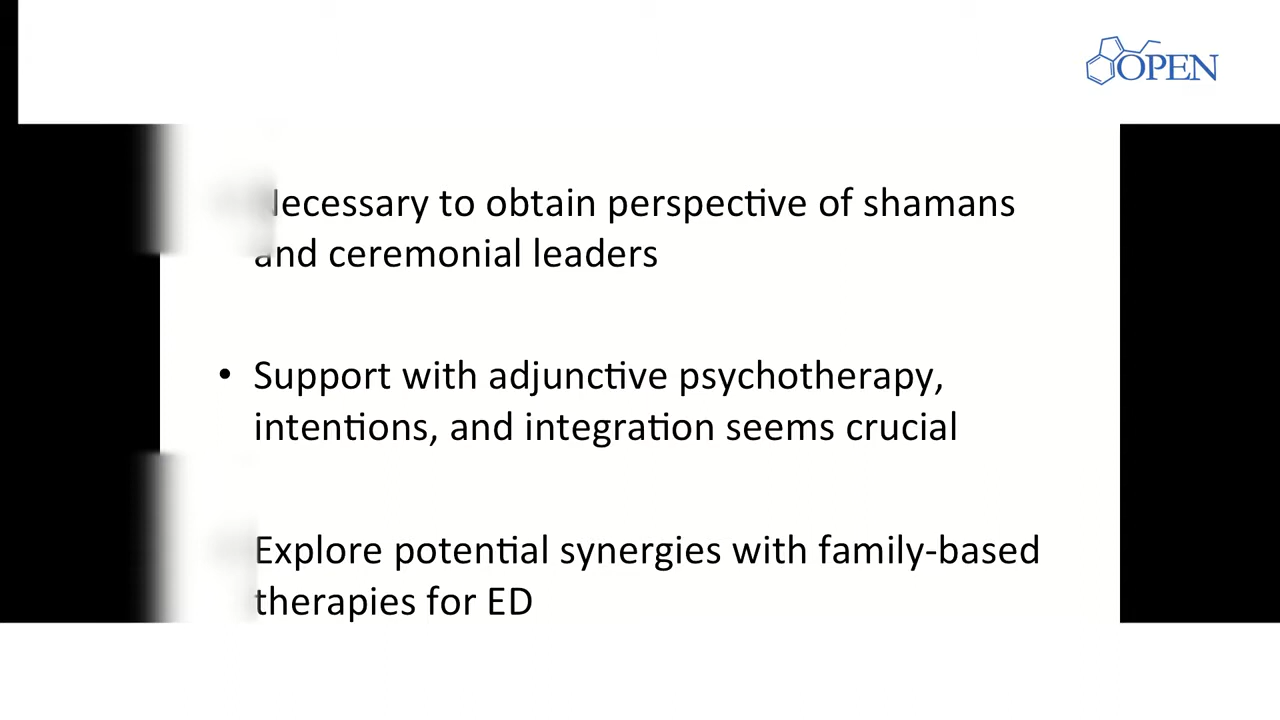 OPEN
Necessary to obtain perspective of shamans
and ceremonial leaders
• Support with adjunctive psychotherapy,
intentions, and integration seems crucial
Explore potential synergies with family-based
therapies for ED